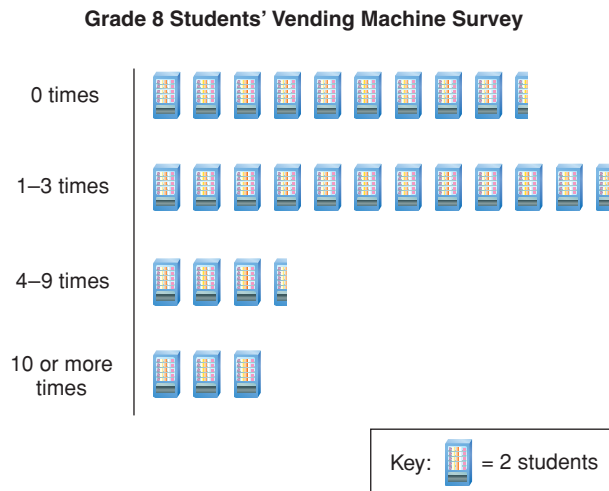 Grade 8 Students’ Vending Machine Survey
0 times
1–3 times
4–9 times
10 or more
times
Key: = 2 students